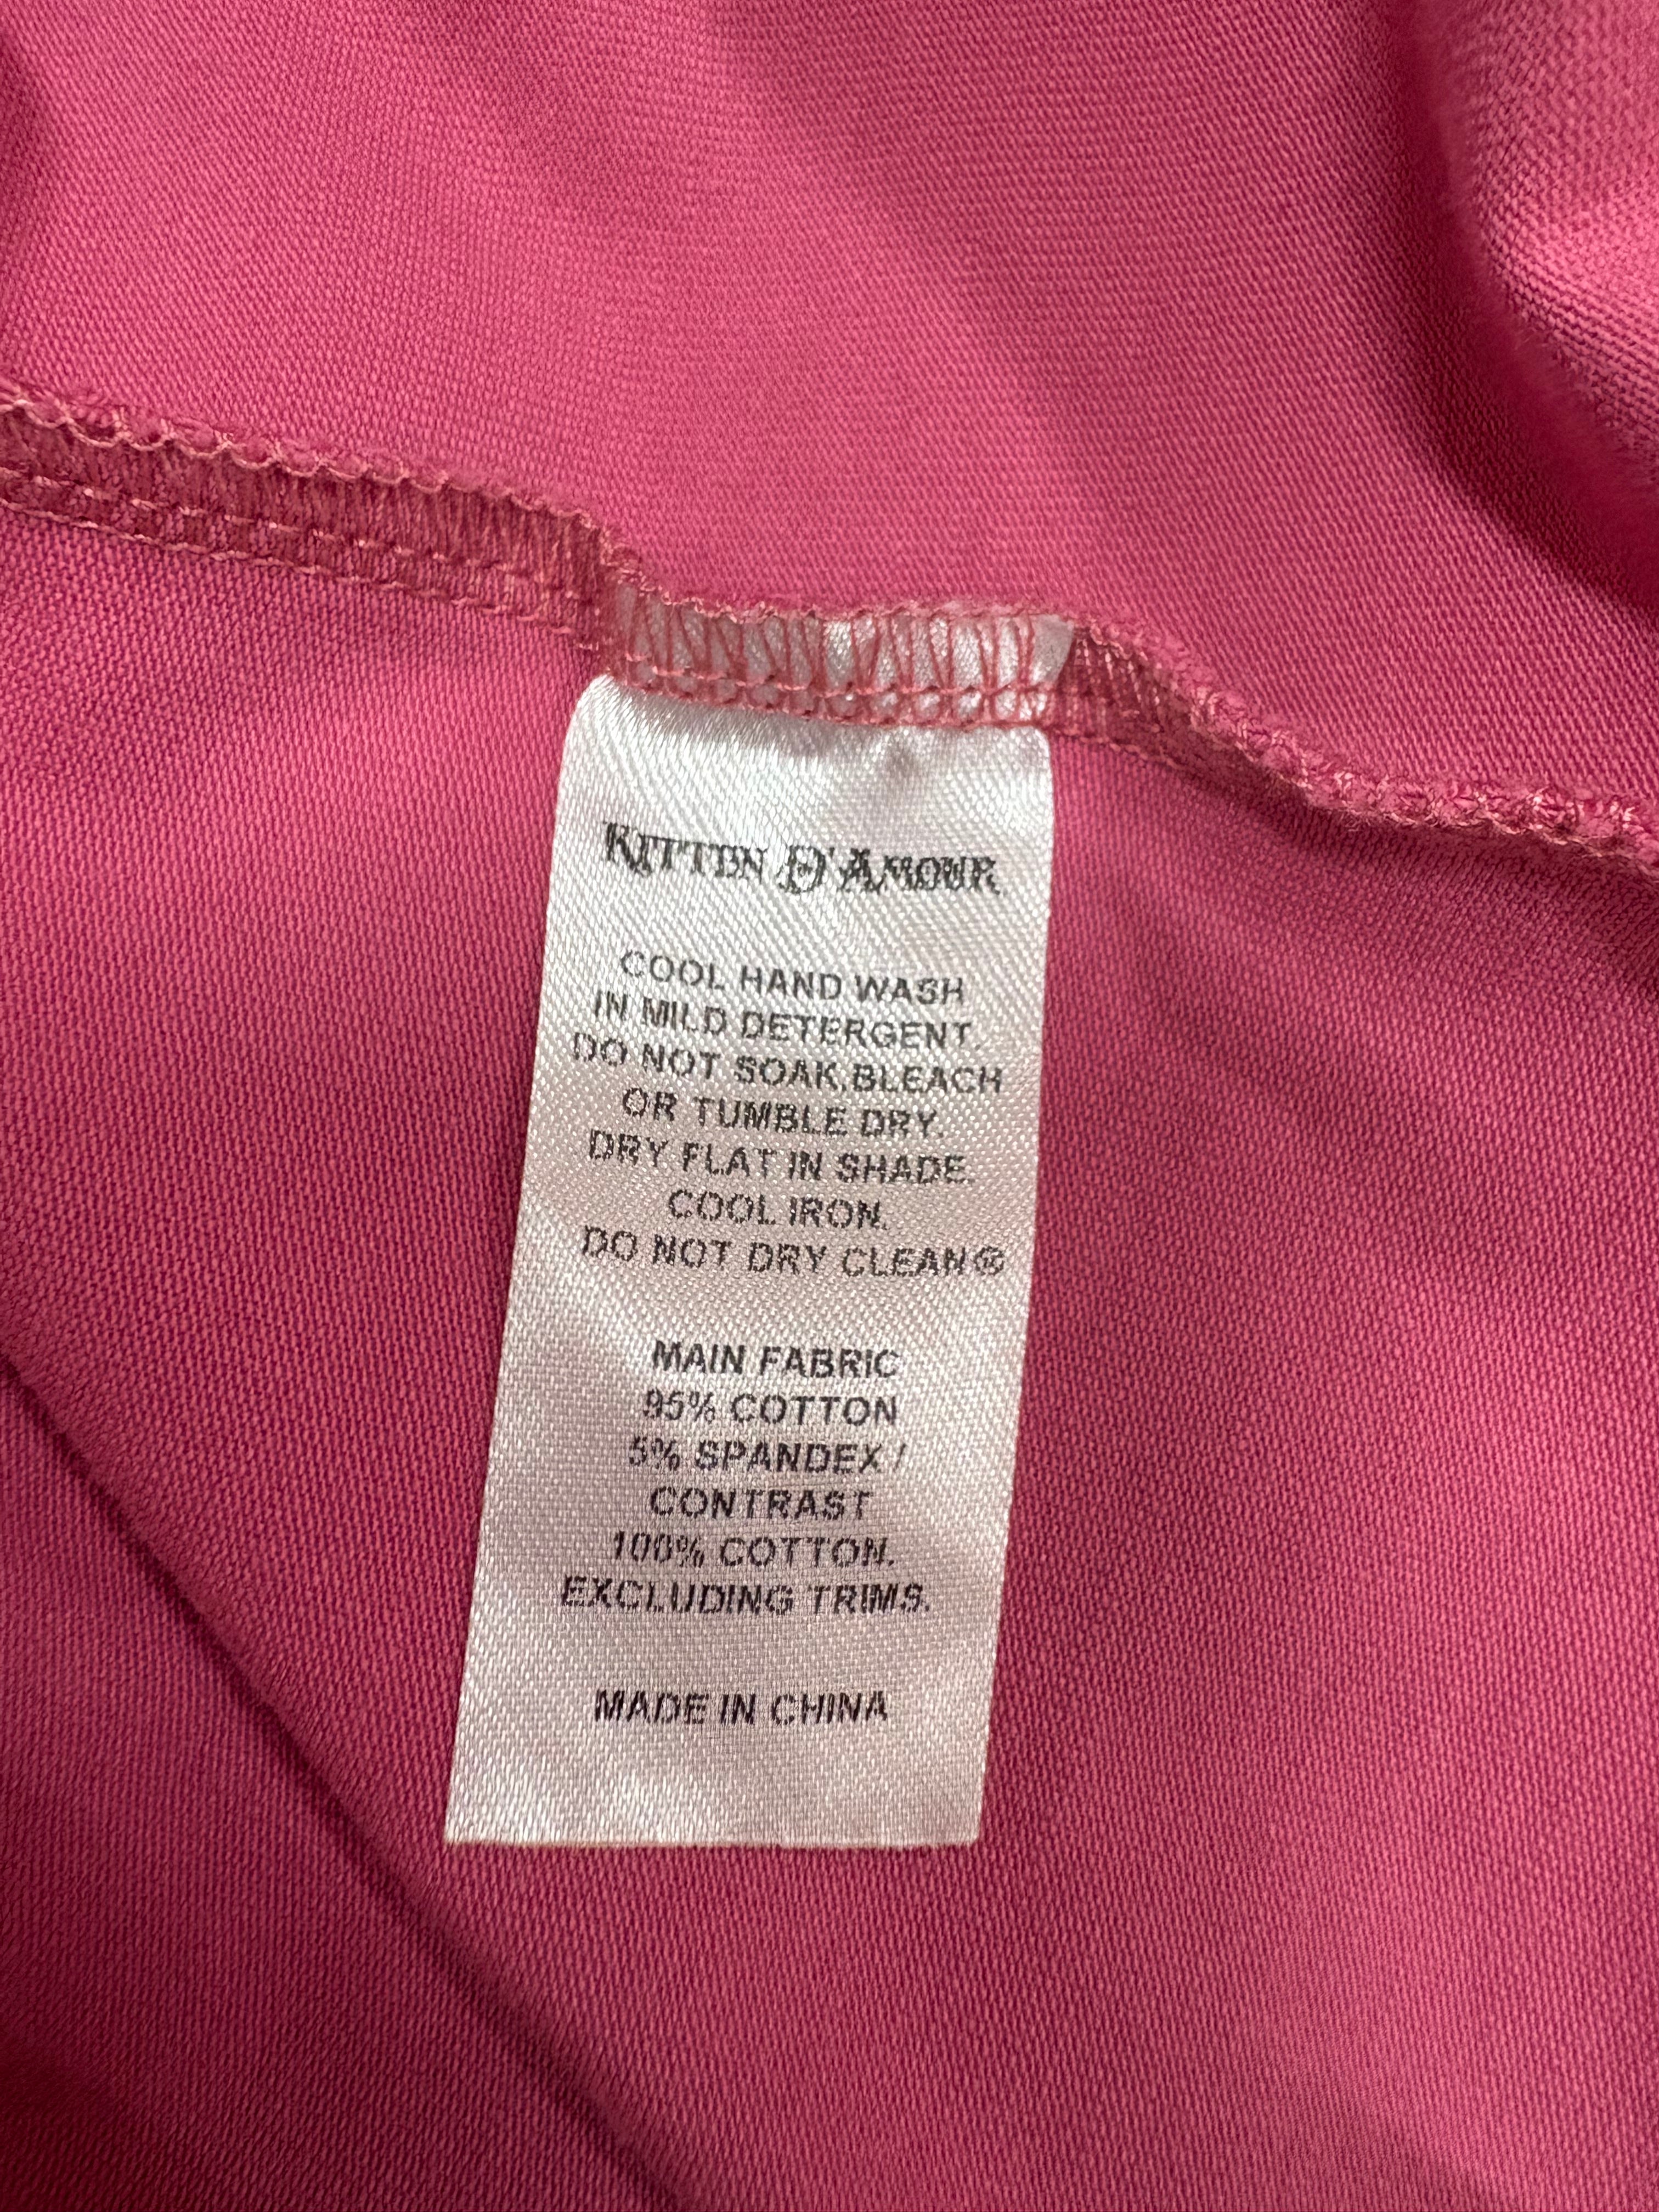 KITTEN D'AMOUR
COOL HAND WASH
IN MILD DETERGENT.
DO NOT SOAK,BLEACH
OR TUMBLE DRY.
DRY FLAT IN SHADE.
COOL IRON.
DO NOT DRY CLEAN®
MAIN FABRIC
95% COTTON
5% SPANDEX /
CONTRAST
100% COTTON.
EXCLUDING TRIMS.
MADE IN CHINA